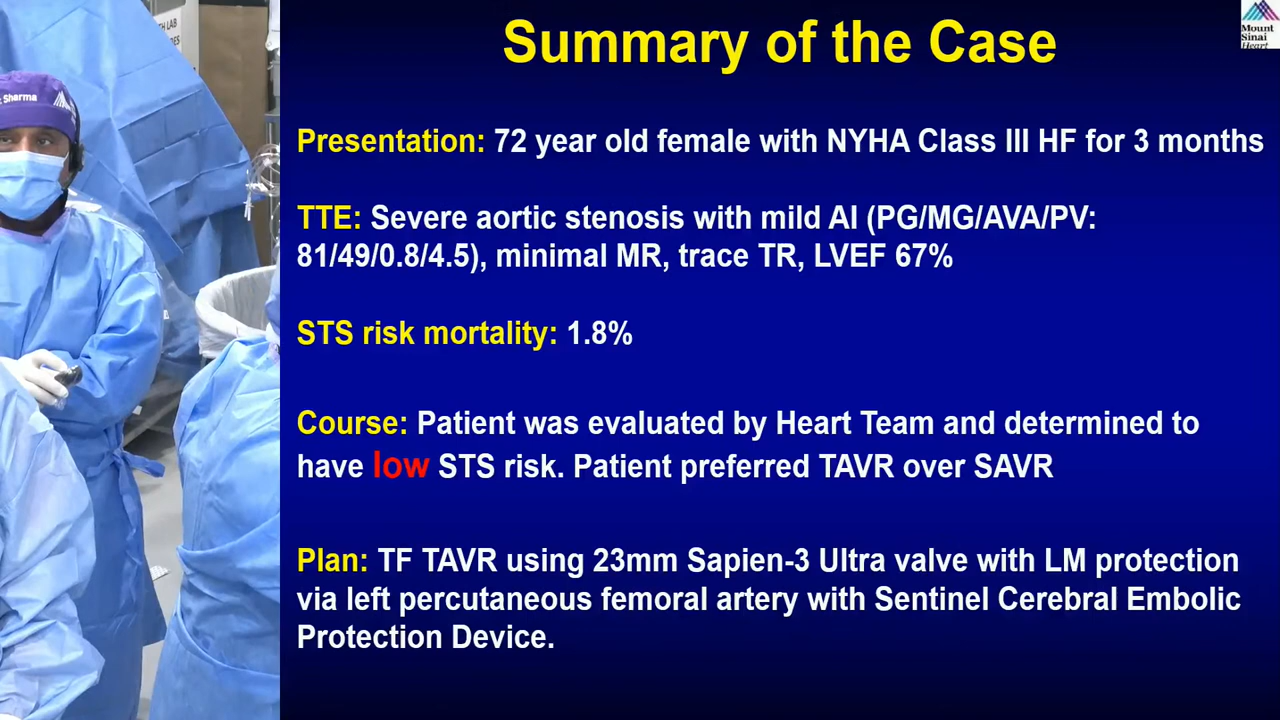 Summary of the Case
Mount
Sinai
Heart
TH LAB
Sharma
Presentation: 72 year old female with NYHA Class III HF for 3 months
TTE: Severe aortic stenosis with mild AI (PG/MG/AVA/PV:
81/49/0.8/4.5), minimal MR, trace TR, LVEF 67%
STS risk mortality: 1.8%
Course: Patient was evaluated by Heart Team and determined to
have low STS risk. Patient preferred TAVR over SAVR
Plan: TF TAVR using 23mm Sapien-3 Ultra valve with LM protection
via left percutaneous femoral artery with Sentinel Cerebral Embolic
Protection Device.